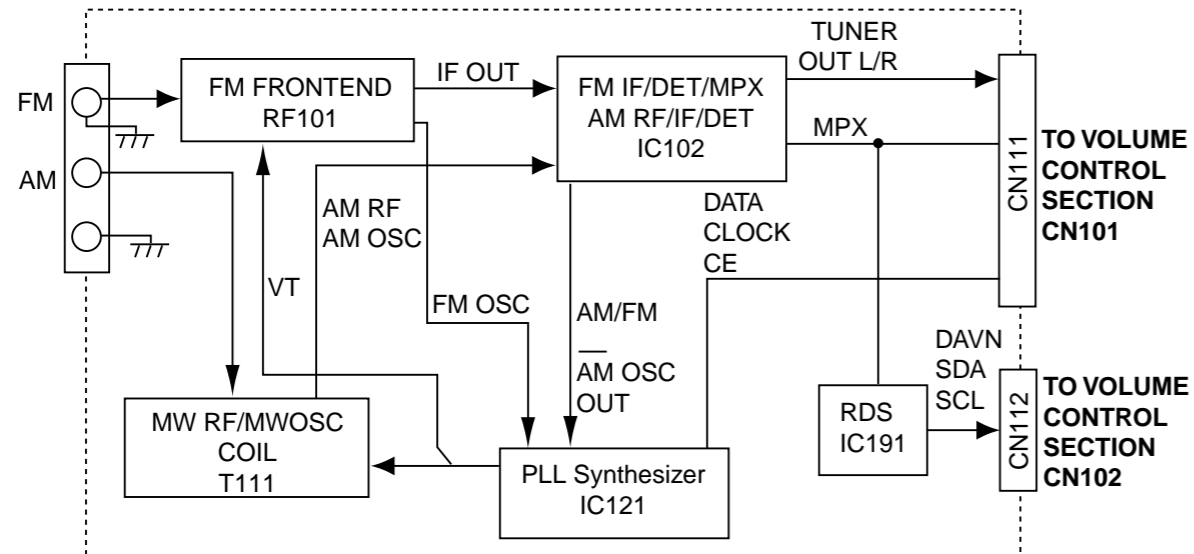 FM
AM
FM FRONTEND
RF101
IF OUT
FM IF/DET/MPX
AM RF/IF/DET
IC102
TUNER
OUT L/R
MPX
CN111
TO VOLUME
CONTROL
SECTION
CN101
AM RF
AM OSC
DATA
CLOCK
CE
VT
FM OSC
AM/FM
AM OSC
OUT
MW RF/MWOSC
COIL
T111
PLL Synthesizer
IC121
RDS
IC191
DAVN
SDA
SCL
CN112
TO VOLUME
CONTROL
SECTION
CN102